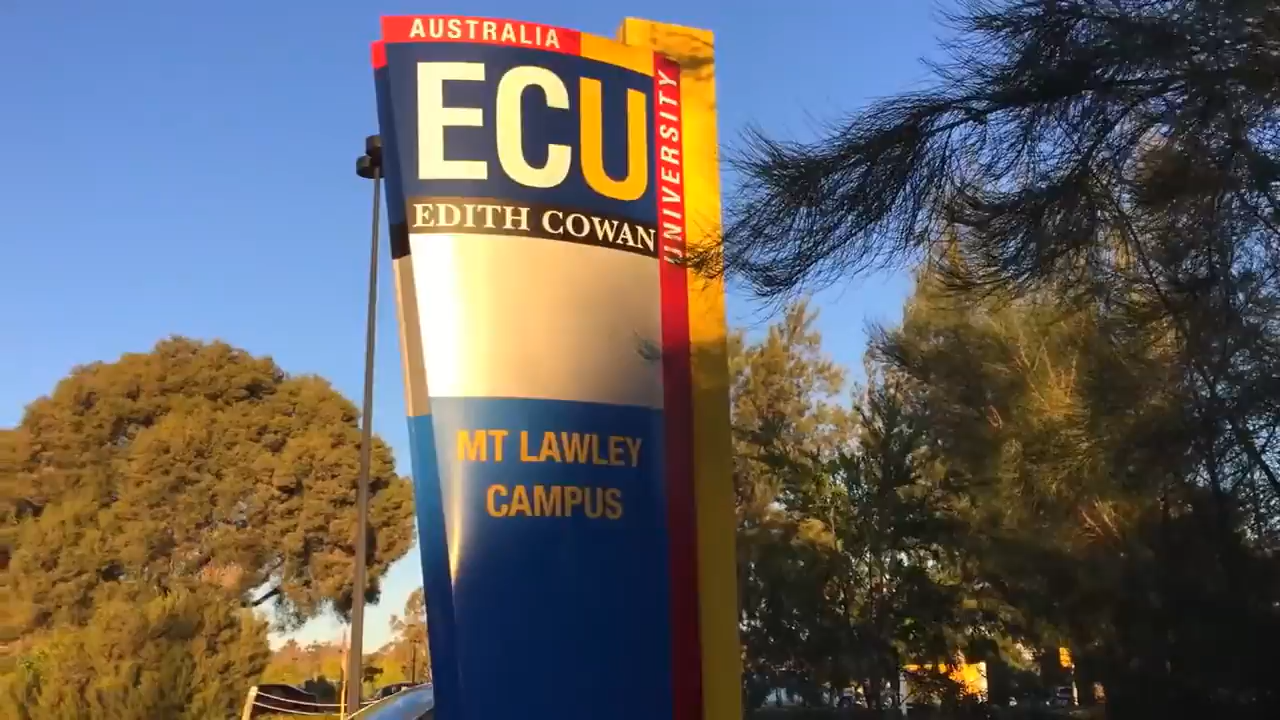 AUSTRALIA
ECU
EDITH COWAN
UNIVERSITY
MT LAWLEY
CAMPUS